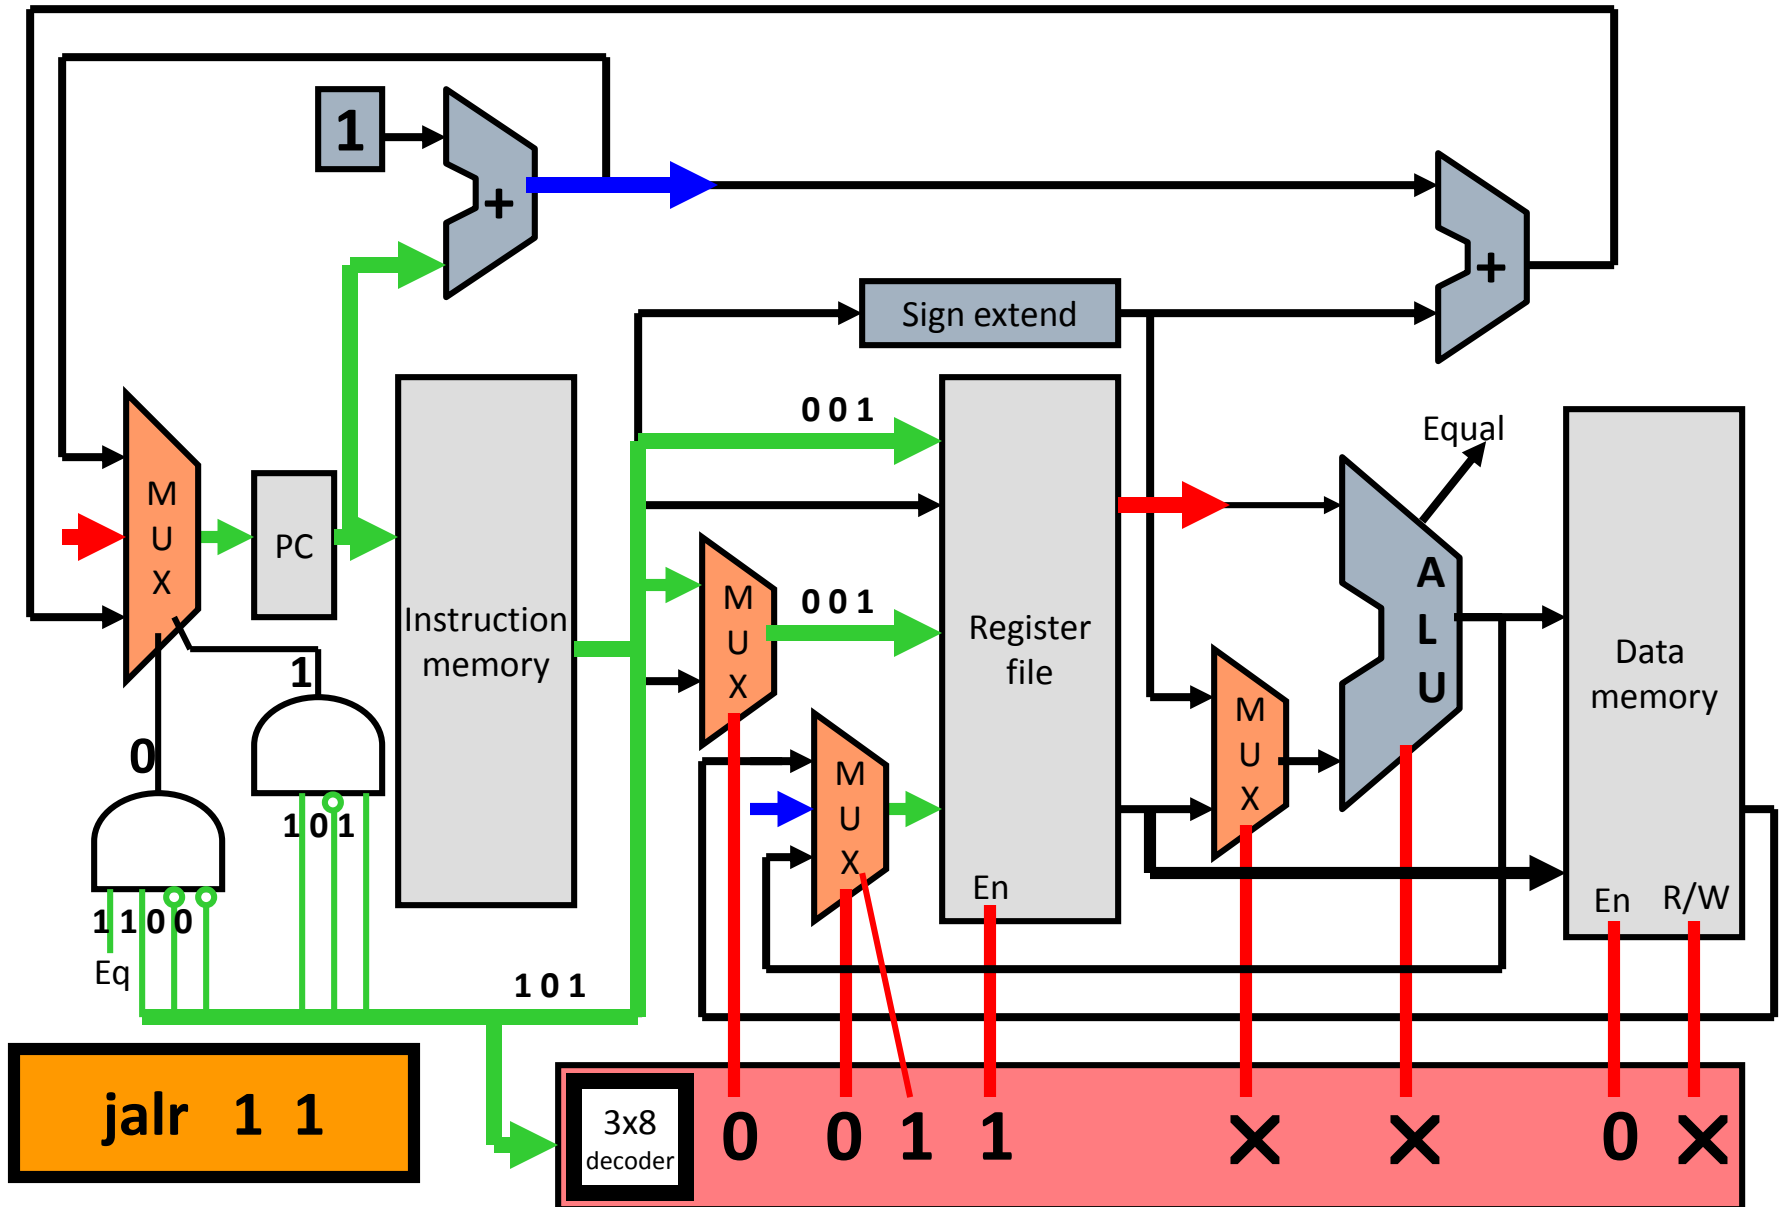 1
+
+
Sign extend
0 0 1
Equal
M
U
X
PC
Instruction
memory
M
U
X
0 0 1
Register
file
A
L
U
Data
memory
1
M
U
X
M
U
X
0
1 0 1
En
En
R/W
1 1 0 0
Eq
1 0 1
jalr 1 1
3x8
decoder
0 0 1 1 X X 0 X